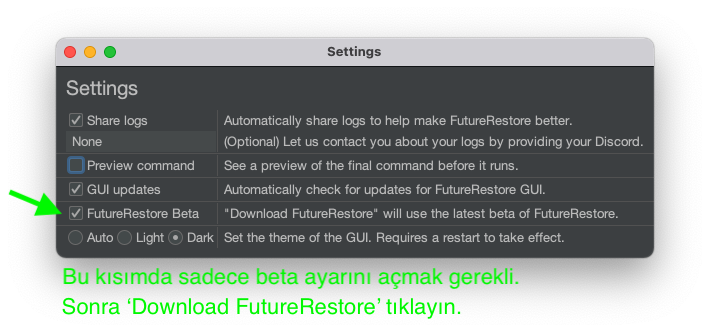 Settings
Settings
Share logs Automatically share logs to help make FutureRestore better.
None (Optional) Let us contact you about your logs by providing your Discord.
Preview command See a preview of the final command before it runs.
GUI updates Automatically check for updates for FutureRestore GUI.
FutureRestore Beta "Download FutureRestore" will use the latest beta of FutureRestore.
Auto Light Dark Set the theme of the GUI. Requires a restart to take effect.
Bu kısımda sadece beta ayarını açmak gerekli.
Sonra ‘Download FutureRestore’ tıklayın.